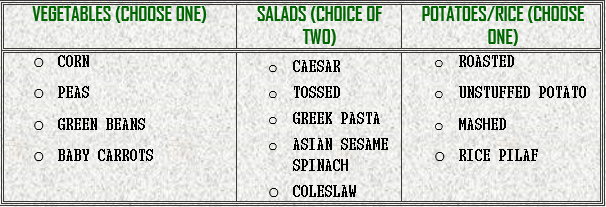 VEGETABLES (CHOOSE ONE)
CORN
PEAS
GREEN BEANS
BABY CARROTS
SALADS (CHOICE OF
TWO)
CAESAR
TOSSED
GREEK PASTA
ASIAN SESAME
SPINACH
COLESLAW
POTATOES/RICE (CHOOSE
ONE)
ROASTED
UNSTUFFED POTATO
MASHED
RICE PILAF